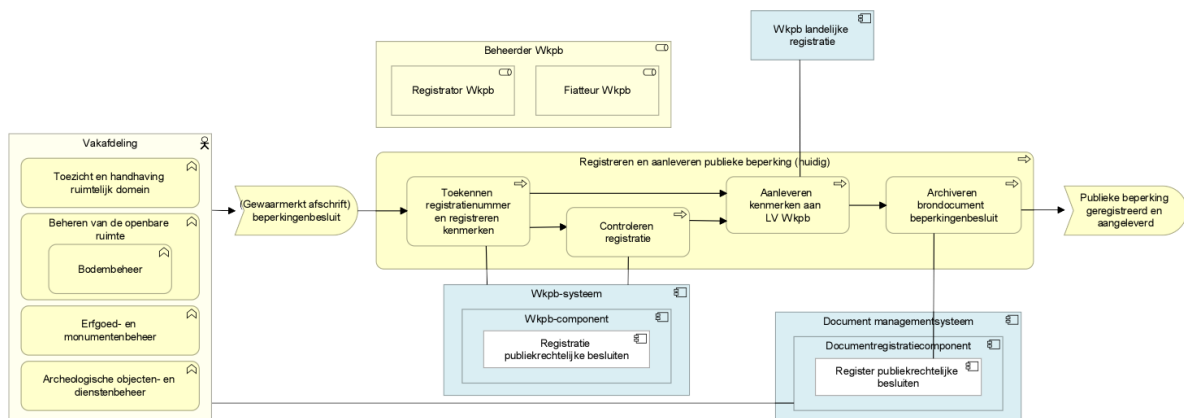 Wkpb landelijke
registratie
Beheerder Wkpb
Registrator Wkpb
Fiatteur Wkpb
Vakafdeling
Toezicht en handhaving
ruimtelijk domein
Beheren van de openbare
ruimte
Bodembeheer
Erfgoed- en
monumentenbeheer
Archeologische objecten- en
dienstenbeheer
(Gewaarmerkt afschrift)
beperkingenbesluit
Registreren en aanleveren publieke beperking (huidig)
Toekennen
registratienummer
en registreren
kenmerken
Controleren
registratie
Aanleveren
kenmerken aan
LV Wkpb
Archiveren
brondocument
beperkingenbesluit
Publieke beperking
geregistreerd en
aangeleverd
Wkpb-systeem
Wkpb-component
Registratie
publiekrechtelijke besluiten
Document managementsysteem
Documentregistratiecomponent
Register publiekrechtelijke
besluiten